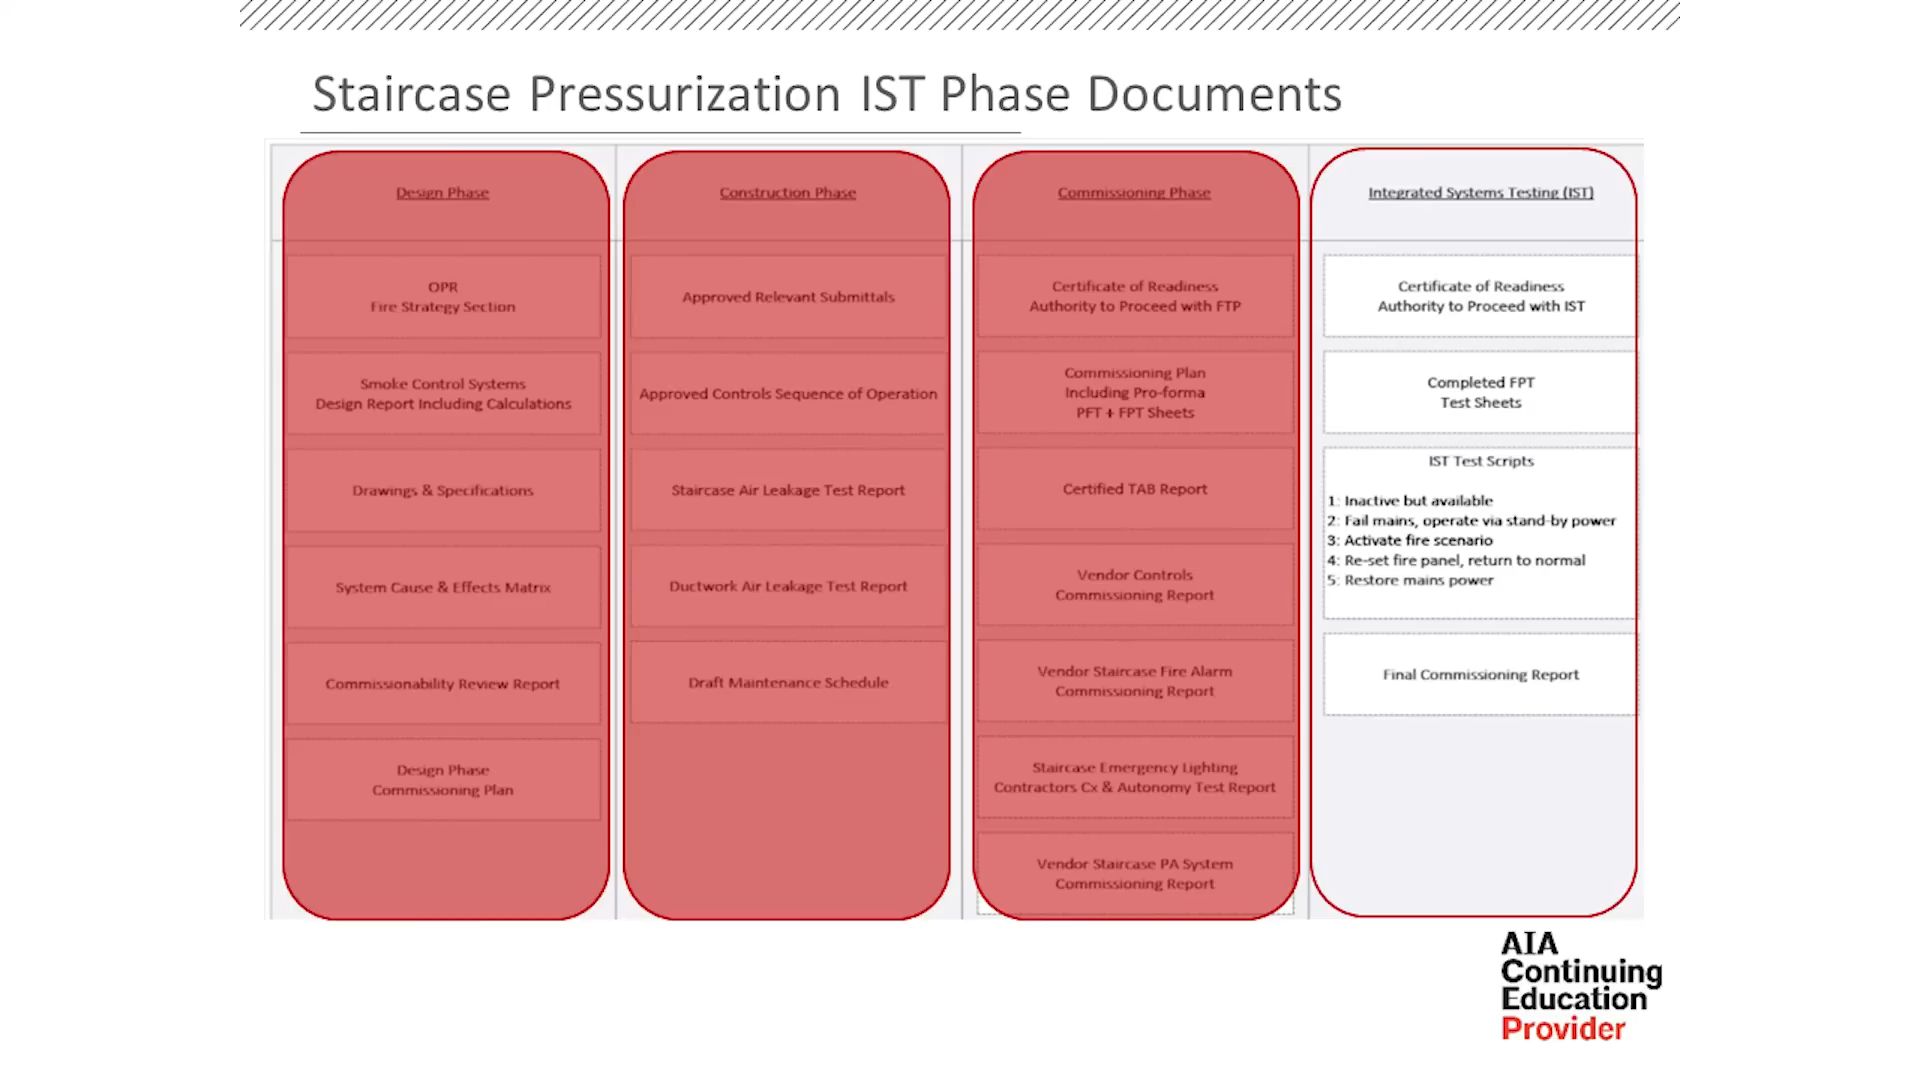 Staircase Pressurization IST Phase Documents
Design Phase
OPR
Fire Strategy Section
Smoke Control Systems
Design Report Including Calculations
Drawings & Specifications
System Cause & Effects Matrix
Commissionability Review Report
Design Phase
Commissioning Plan
Construction Phase
Approved Relevant Submittals
Approved Controls Sequence of Operation
Staircase Air Leakage Test Report
Ductwork Air Leakage Test Report
Draft Maintenance Schedule
Commissioning Phase
Certificate of Readiness
Authority to Proceed with FTP
Commissioning Plan
Including Pro-forma
PFT + FPT Sheets
Certified TAB Report
Vendor Controls
Commissioning Report
Vendor Staircase Fire Alarm
Commissioning Report
Staircase Emergency Lighting
Contractors Cx & Autonomy Test Report
Vendor Staircase PA System
Commissioning Report
Integrated Systems Testing (IST)
Certificate of Readiness
Authority to Proceed with IST
Completed FPT
Test Sheets
IST Test Scripts
1: Inactive but available
2: Fail mains, operate via stand-by power
3: Activate fire scenario
4: Re-set fire panel, return to normal
5: Restore mains power
Final Commissioning Report
AIA
Continuing
Education
Provider